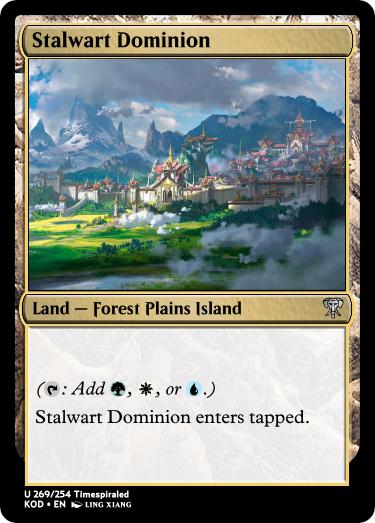 Stalwart Dominion
Land — Forest Plains Island
(: Add , , or .)
Stalwart Dominion enters tapped.
U 269/254 Timespiraled
KOD • EN LING XIANG